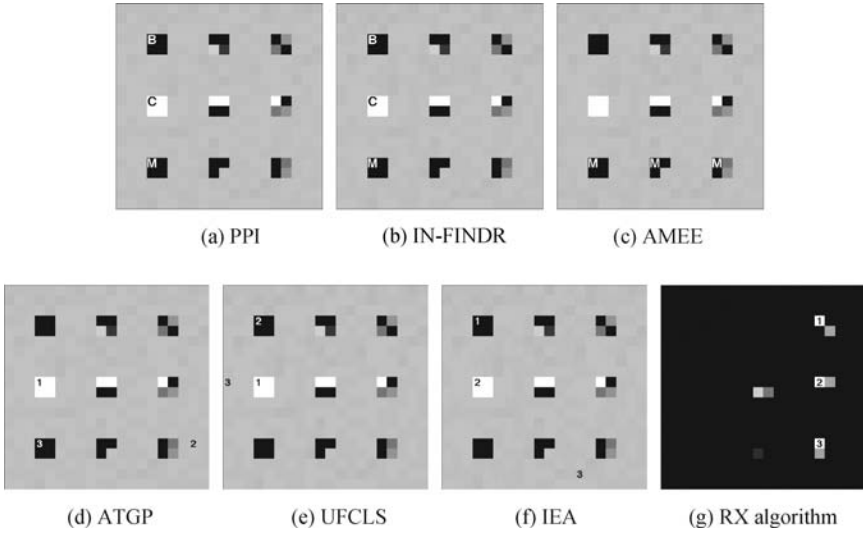 B
B
C
C
M
M
M M M
(a) PPI
(b) IN-FINDR
(c) AMEE
1
3
2
2
3
1
1
2
3
1
2
3
(d) ATGP
(e) UFCLS
(f) IEA
(g) RX algorithm